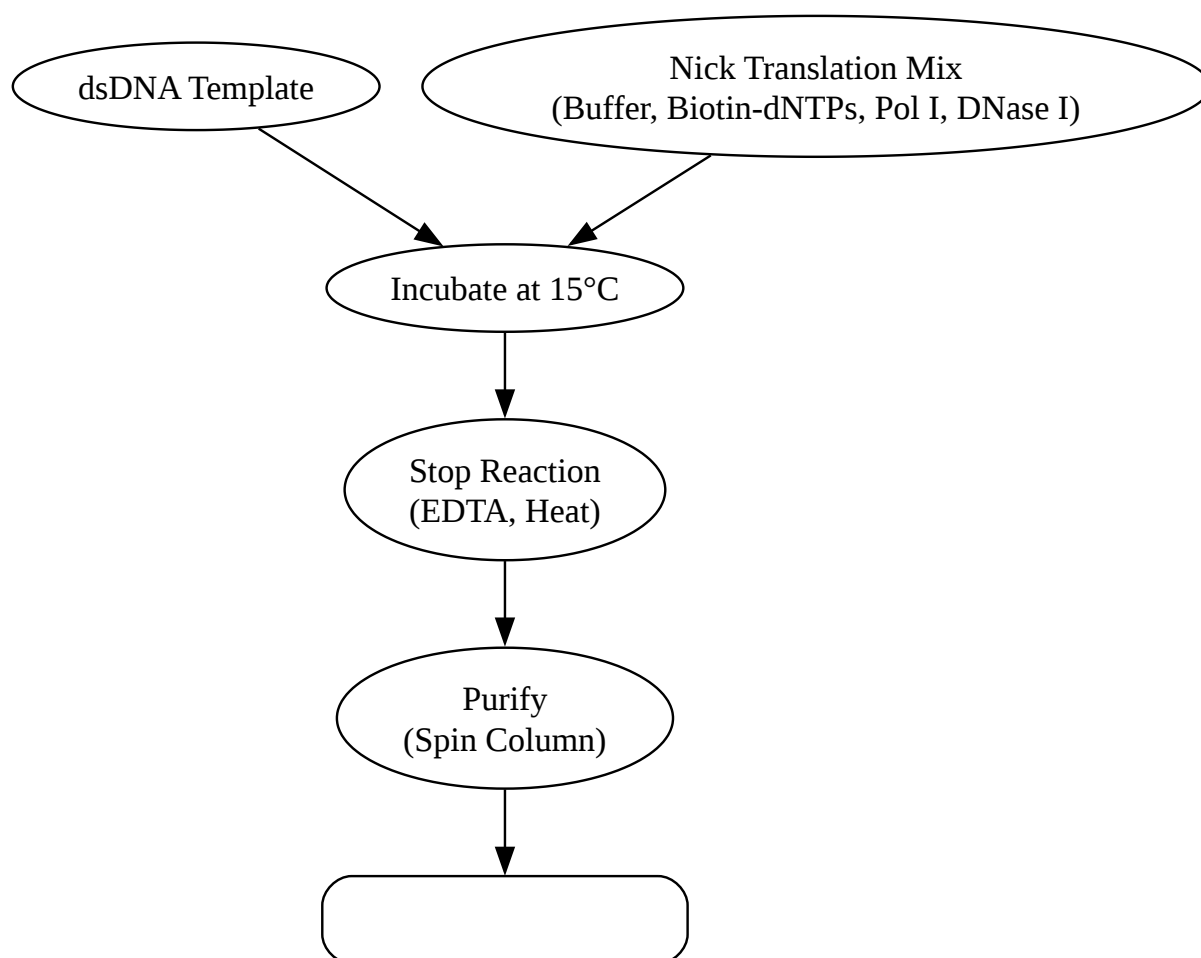 dsDNA Template
Nick Translation Mix
(Buffer, Biotin-dNTPs, Pol I, DNase I)
Incubate at 15°C
Stop Reaction
(EDTA, Heat)
Purify
(Spin Column)